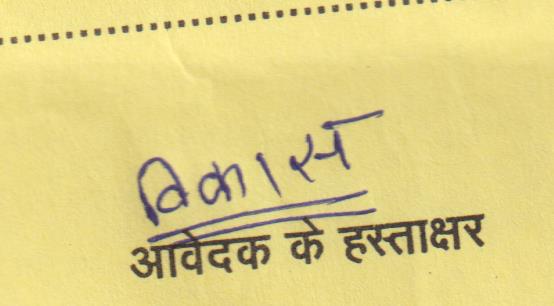 विकास
आवेदक के हस्ताक्षर